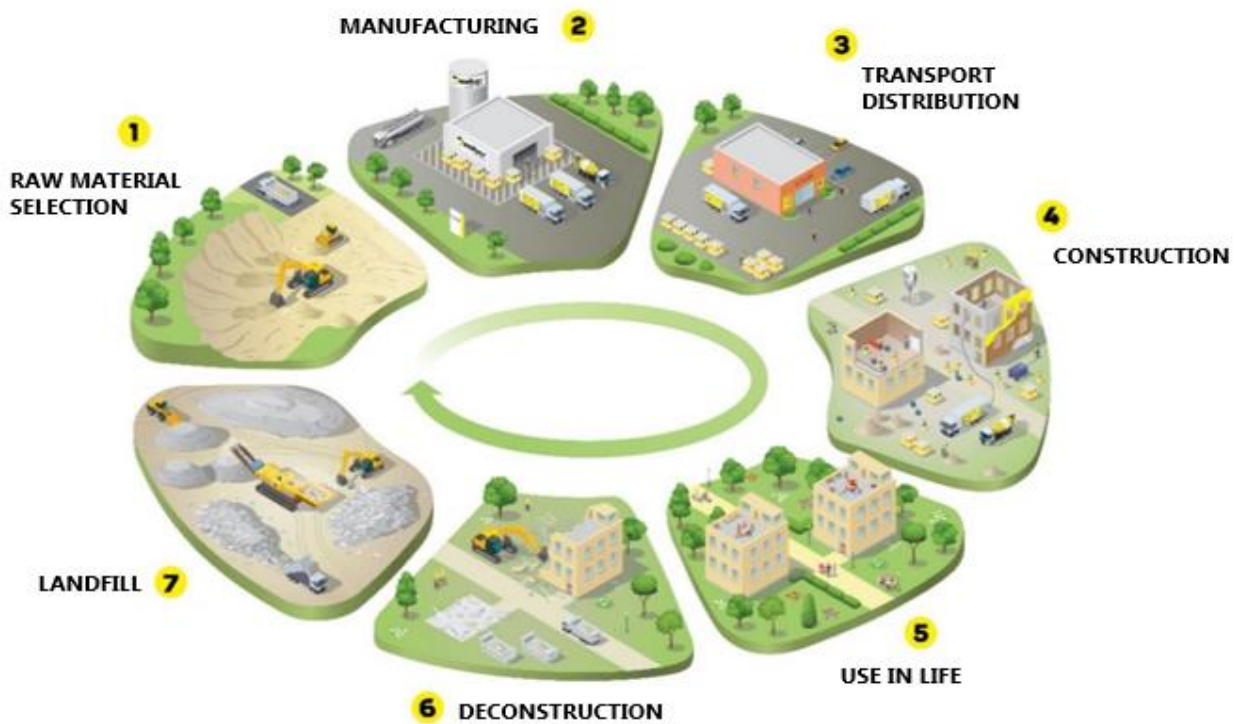 MANUFACTURING 2
3
TRANSPORT
DISTRIBUTION
1
RAW MATERIAL
SELECTION
4
CONSTRUCTION
LANDFILL 7
5
USE IN LIFE
6 DECONSTRUCTION